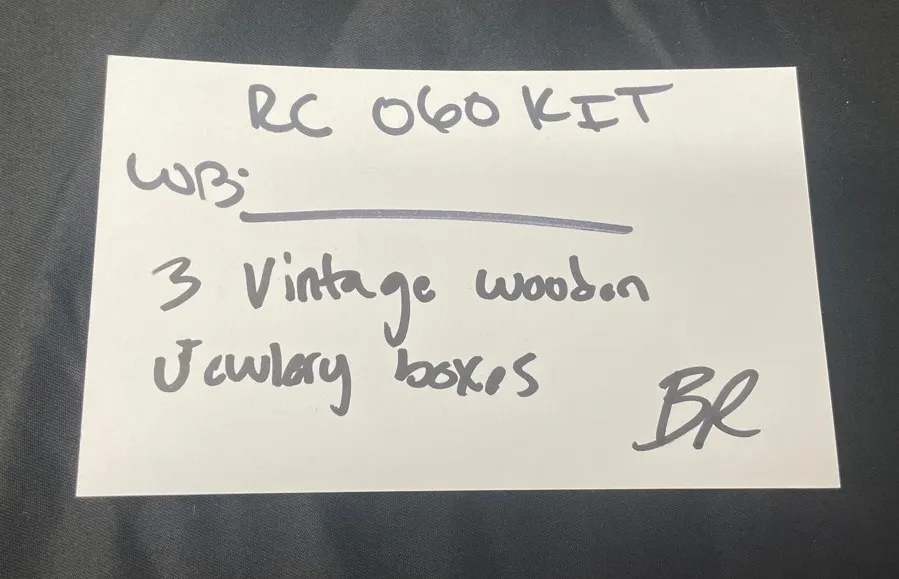 RC 060 KIT
WB:
3 Vintage wooden
Jewlery boxes
BR